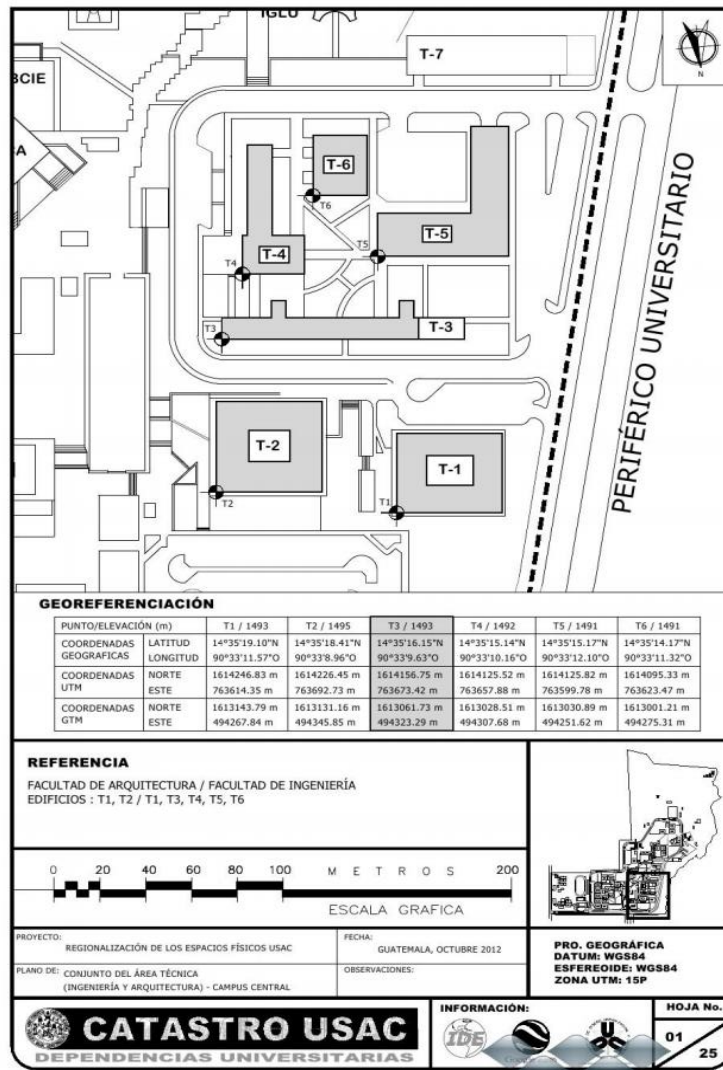 IGLÚ
T-7
BCIE
N
A
T-6
T6
T-5
T5
T-4
T4
T-3
T3
PERIFÉRICO UNIVERSITARIO
T-2
T2
T-1
T1
GEOREFERENCIACIÓN
PUNTO/ELEVACIÓN (m) T1 / 1493 T2 / 1495 T3 / 1493 T4 / 1492 T5 / 1491 T6 / 1491
COORDENADAS GEOGRAFICAS LATITUD 14°35'19.10"N 14°35'18.41"N 14°35'16.15"N 14°35'15.14"N 14°35'15.17"N 14°35'14.17"N
LONGITUD 90°33'11.57"O 90°33'8.96"O 90°33'9.63"O 90°33'10.16"O 90°33'12.10"O 90°33'11.32"O
COORDENADAS UTM NORTE 1614246.83 m 1614226.45 m 1614156.75 m 1614125.52 m 1614125.82 m 1614095.33 m
ESTE 763614.35 m 763692.73 m 763673.42 m 763657.88 m 763599.78 m 763623.47 m
COORDENADAS GTM NORTE 1613143.79 m 1613131.16 m 1613061.73 m 1613028.51 m 1613030.89 m 1613001.21 m
ESTE 494267.84 m 494345.85 m 494323.29 m 494307.68 m 494251.62 m 494275.31 m
REFERENCIA
FACULTAD DE ARQUITECTURA / FACULTAD DE INGENIERÍA
EDIFICIOS : T1, T2 / T1, T3, T4, T5, T6
0 20 40 60 80 100 METROS 200
ESCALA GRAFICA
PROYECTO: REGIONALIZACIÓN DE LOS ESPACIOS FÍSICOS USAC
FECHA: GUATEMALA, OCTUBRE 2012
PLANO DE: CONJUNTO DEL ÁREA TÉCNICA
(INGENIERÍA Y ARQUITECTURA) - CAMPUS CENTRAL
OBSERVACIONES:
PRO. GEOGRÁFICA
DATUM: WGS84
ESFEREOIDE: WGS84
ZONA UTM: 15P
CATASTRO USAC
DEPENDENCIAS UNIVERSITARIAS
INFORMACIÓN:
IDE
HOJA No.
01
25